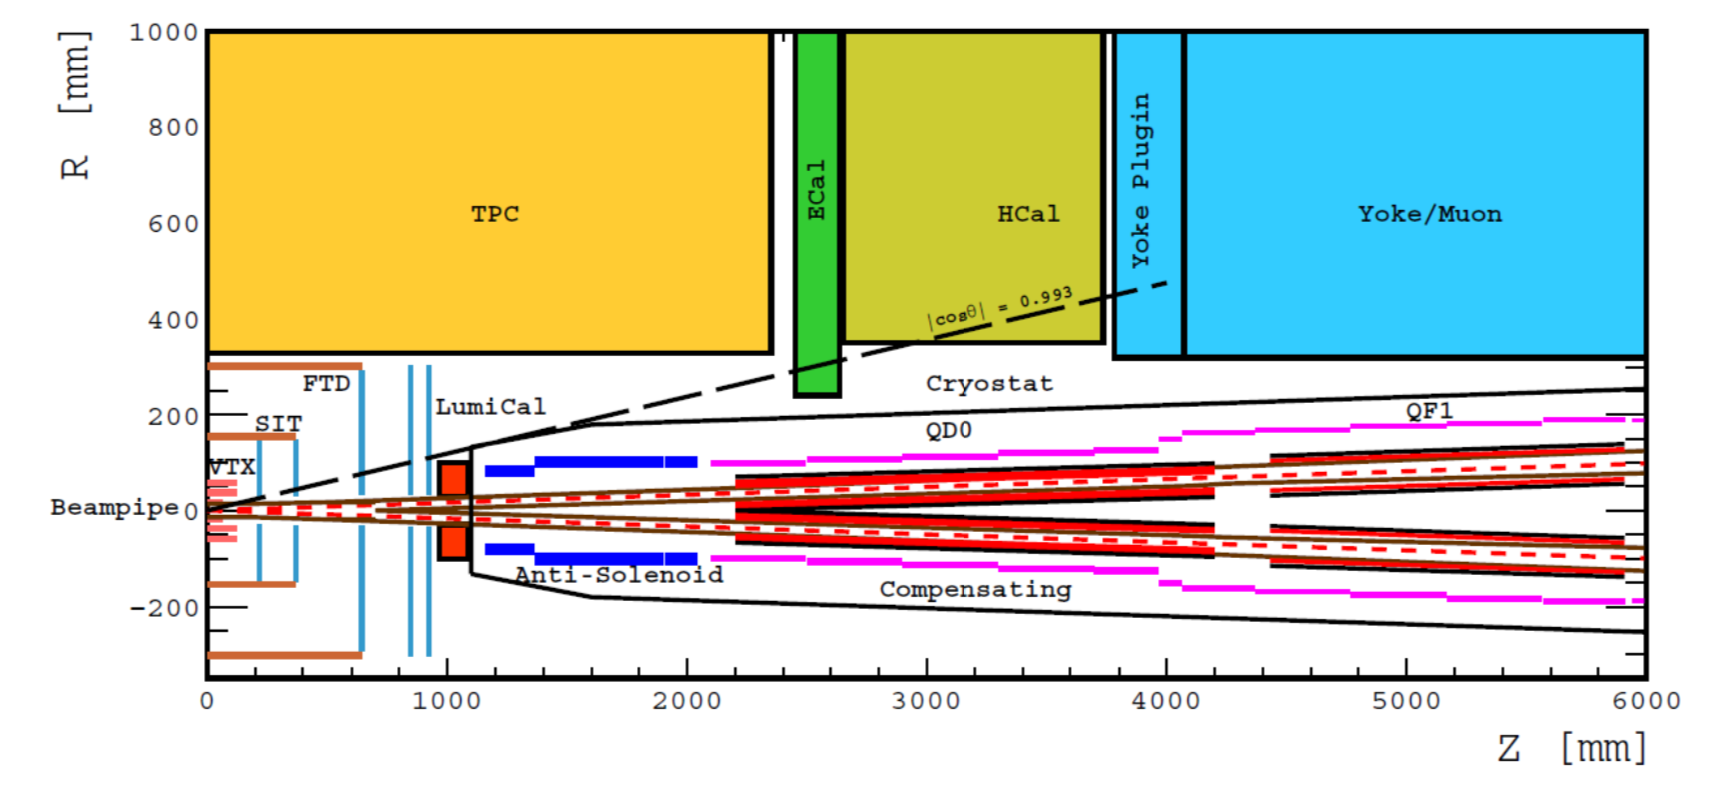 R [mm]
1000
800
600
400
200
0
−200
TPC
ECal
HCal
Yoke Plugin
Yoke/Muon
|cosθ| = 0.993
FTD
SIT
VTX
Beampipe
LumiCal
Cryostat
QD0
QF1
Anti-Solenoid
Compensating
0 1000 2000 3000 4000 5000 6000
Z [mm]